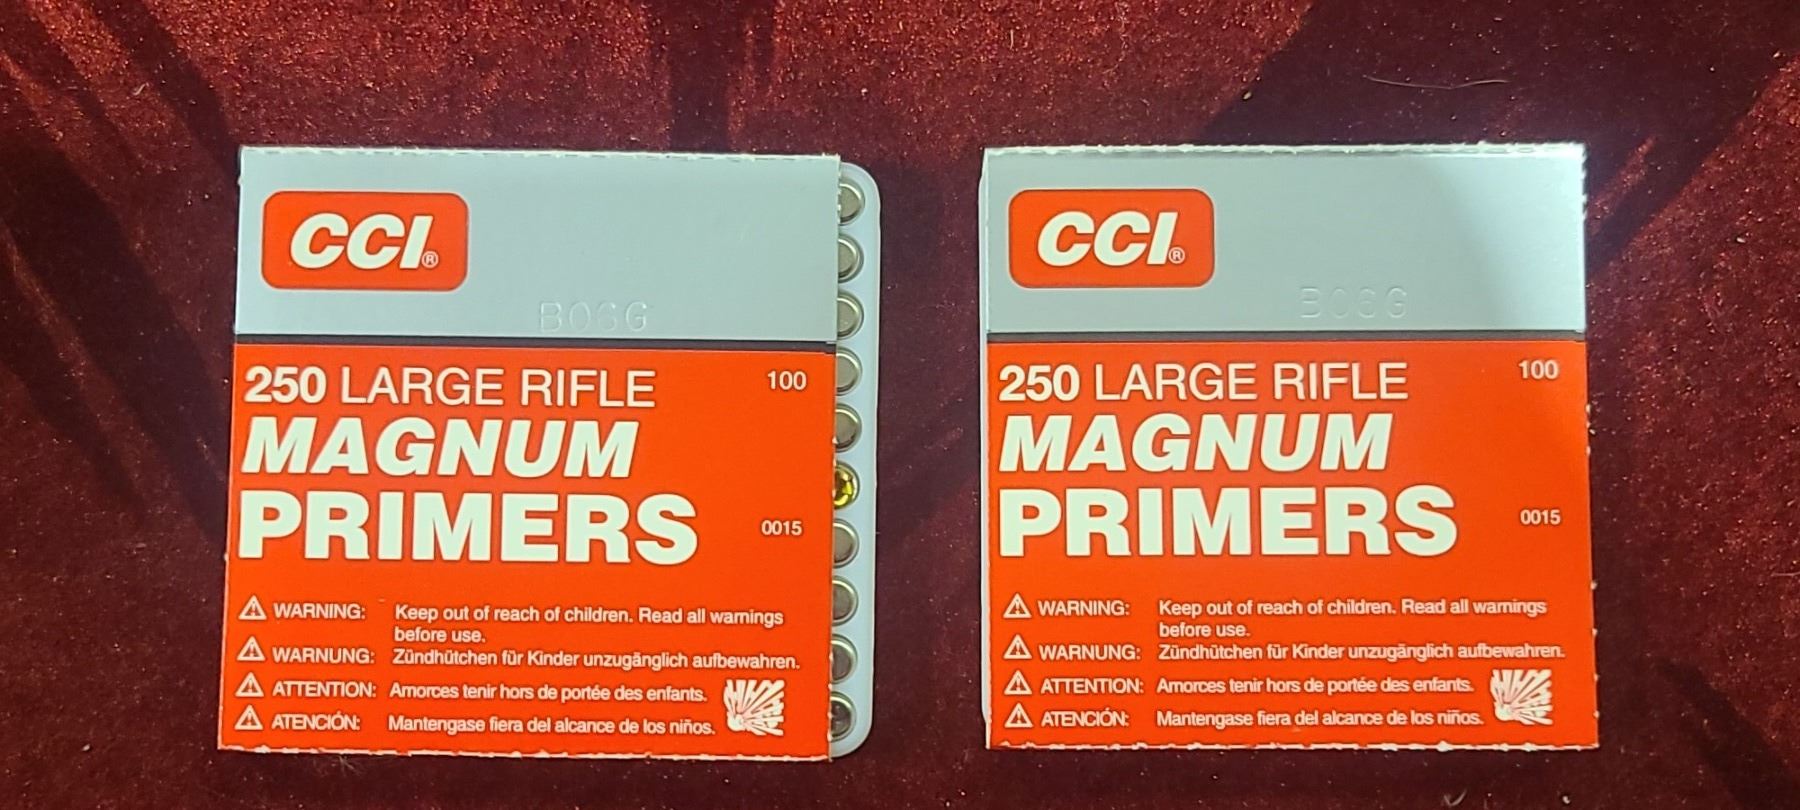 CCI®
B06G
250 LARGE RIFLE 100
MAGNUM
PRIMERS 0015
WARNING: Keep out of reach of children. Read all warnings
before use.
WARNUNG: Zündhütchen für Kinder unzugänglich aufbewahren.
ATTENTION: Amorces tenir hors de portée des enfants.
ATENCIÓN: Mantengase fiera del alcance de los niños.
CCI®
B06G
250 LARGE RIFLE 100
MAGNUM
PRIMERS 0015
WARNING: Keep out of reach of children. Read all warnings
before use.
WARNUNG: Zündhütchen für Kinder unzugänglich aufbewahren.
ATTENTION: Amorces tenir hors de portée des enfants.
ATENCIÓN: Mantengase fiera del alcance de los niños.